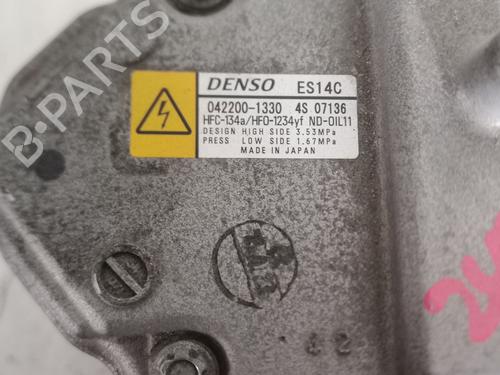 B-PARTS
DENSO ES14C
042200-1330 4S 07136
HFC-134a/HFO-1234yf ND-OIL11
DESIGN HIGH SIDE 3.53MPa
PRESS LOW SIDE 1.67MPa
MADE IN JAPAN
42